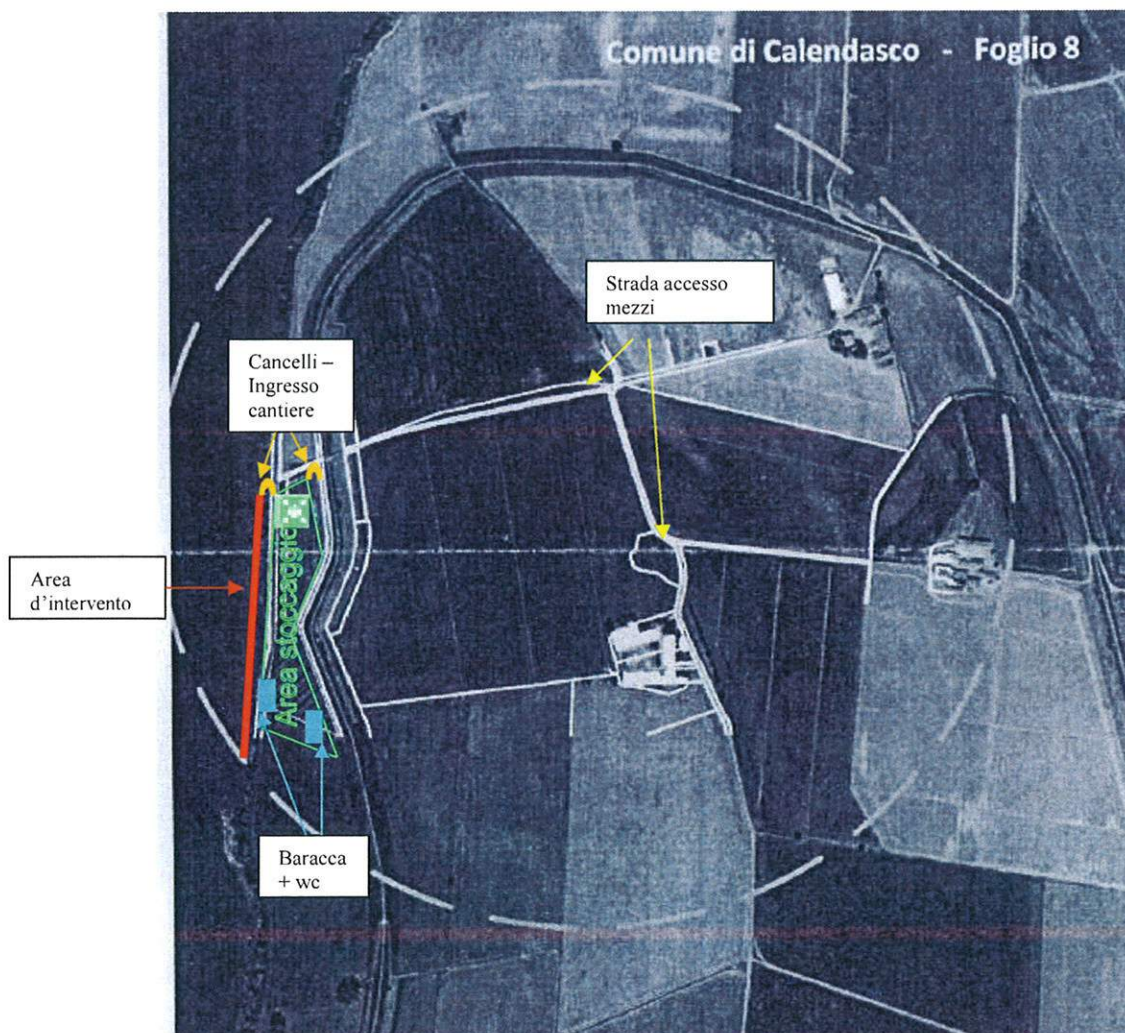 Comune di Calendasco - Foglio 8
Strada accesso
mezzi
Cancelli –
Ingresso
cantiere
Area
d’intervento
Area stoccaggio
Baracca
+ wc